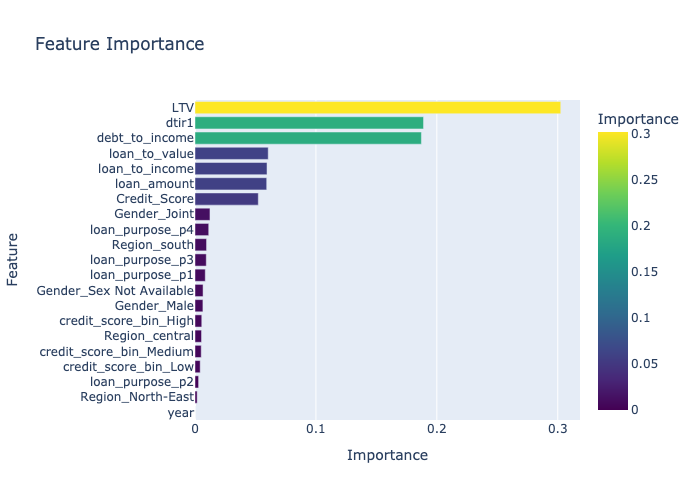 Feature Importance
Importance
LTV
dtir1
debt_to_income
loan_to_value
loan_to_income
loan_amount
Credit_Score
Gender_Joint
loan_purpose_p4
Region_south
loan_purpose_p3
loan_purpose_p1
Gender_Sex Not Available
Gender_Male
credit_score_bin_High
Region_central
credit_score_bin_Medium
credit_score_bin_Low
loan_purpose_p2
Region_North-East
year
Feature
0
0.1
0.2
0.3
Importance
0.3
0.25
0.2
0.15
0.1
0.05
0